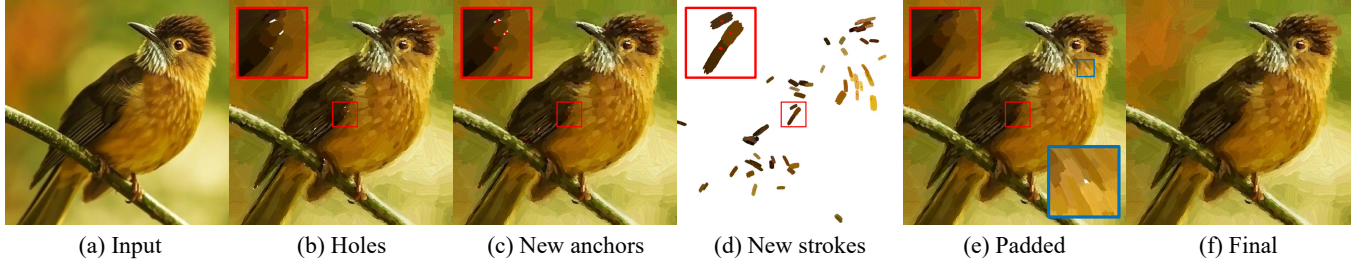 (a) Input
(b) Holes
(c) New anchors
(d) New strokes
(e) Padded
(f) Final